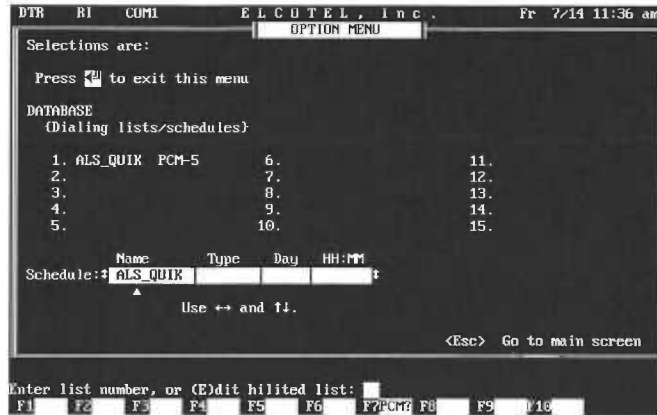 DTR RI COM1 E L C O T E L , I n c . Fr 7/14 11:36 am
OPTION MENU
Selections are:
Press to exit this menu
DATABASE
{Dialing lists/schedules}
1. ALS_QUIK PCM-5 6. 11.
2. 7. 12.
3. 8. 13.
4. 9. 14.
5. 10. 15.
Name Type Day HH:MM
Schedule:↕ ALS_QUIK ↕
Use ↔ and ↑↓.
<Esc> Go to main screen
Enter list number, or (E)dit hilited list:
F1 F2 F3 F4 F5 F6 F7PCM? F8 F9 F10